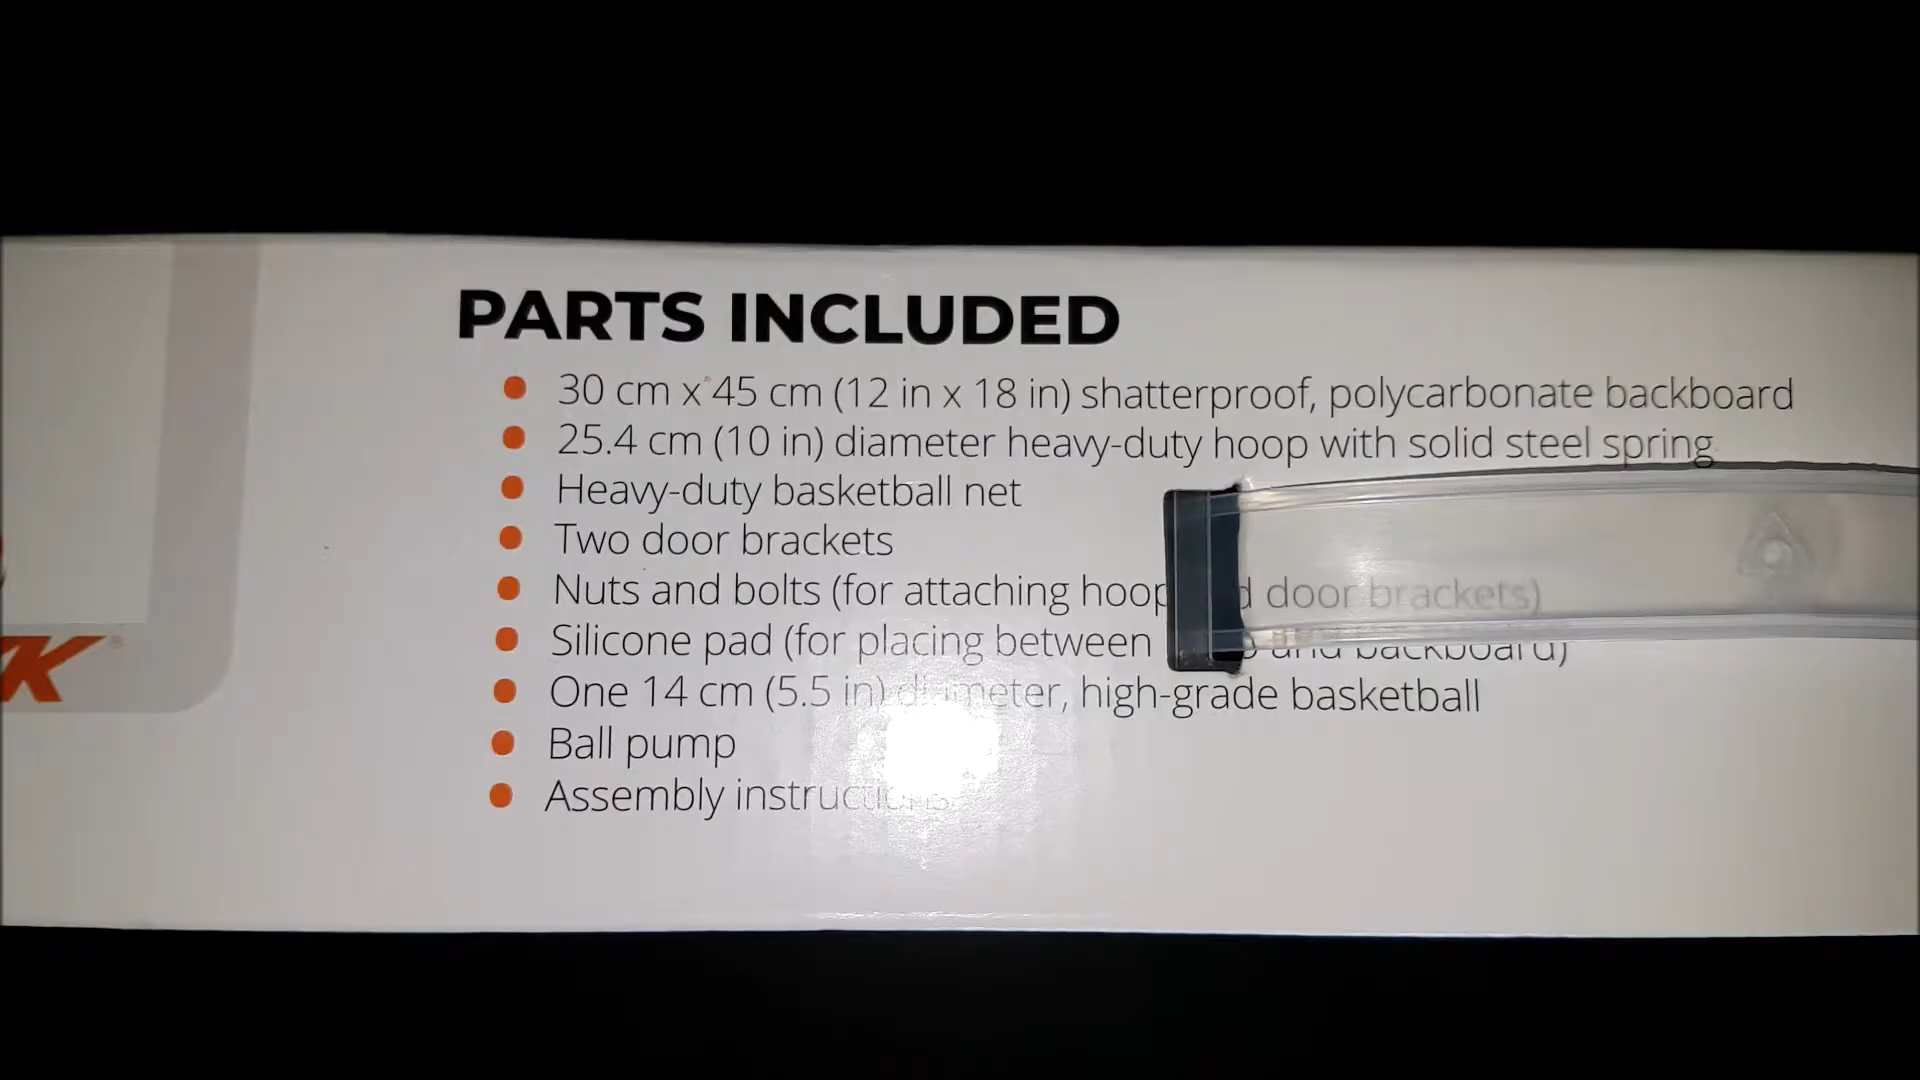 PARTS INCLUDED
30 cm x 45 cm (12 in x 18 in) shatterproof, polycarbonate backboard
25.4 cm (10 in) diameter heavy-duty hoop with solid steel spring
Heavy-duty basketball net
Two door brackets
Nuts and bolts (for attaching hoop door brackets)
Silicone pad (for placing between and backboard)
One 14 cm (5.5 in) diameter, high-grade basketball
Ball pump
Assembly instructions
K®